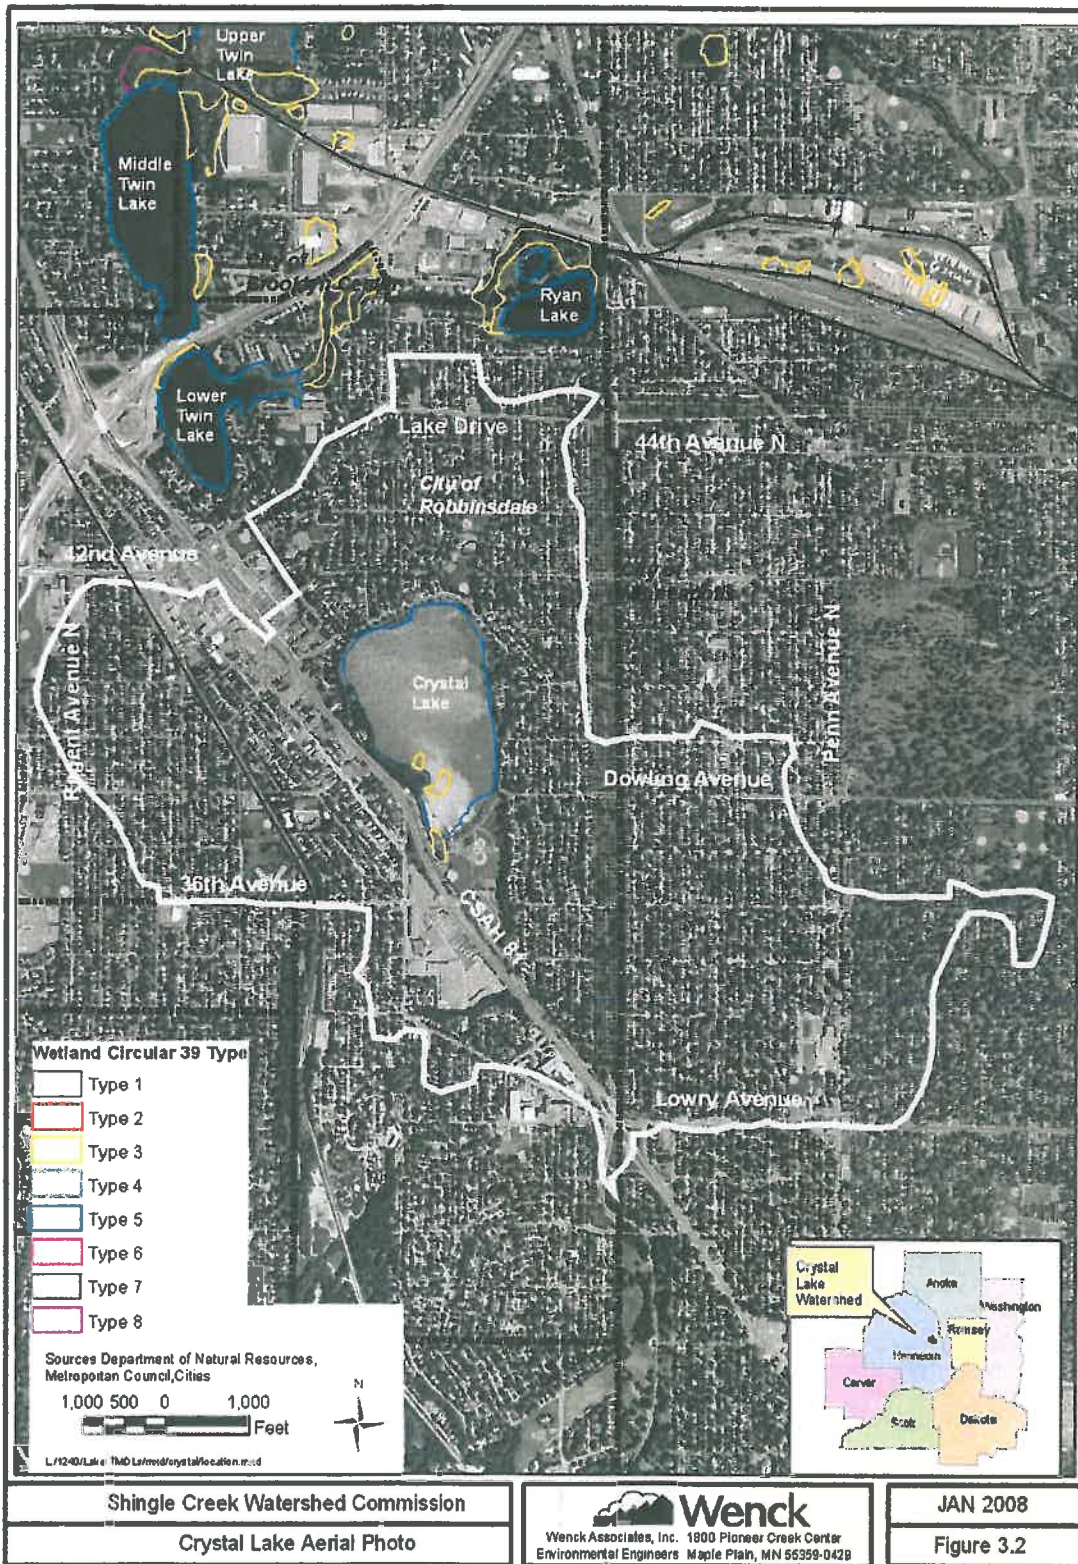 Upper
Twin
Lake
Middle
Twin
Lake
Ryan
Lake
Lower
Twin
Lake
Lake Drive
44th Avenue N
City of
Robbinsdale
42nd Avenue
Regent Avenue N
Crystal
Lake
Penn Avenue N
Dowling Avenue
36th Avenue
CSAH 81
Lowry Avenue
Wetland Circular 39 Type
Type 1
Type 2
Type 3
Type 4
Type 5
Type 6
Type 7
Type 8
Sources Department of Natural Resources,
Metropolitan Council,Cities
1,000 500 0 1,000
Feet
N
Crystal
Lake
Watershed
Anoka
Washington
Ramsey
Hennepin
Carver
Scott
Dakota
Shingle Creek Watershed Commission
Crystal Lake Aerial Photo
Wenck
Wenck Associates, Inc. 1800 Pioneer Creek Center
Environmental Engineers Maple Plain, MN 55359-0429
JAN 2008
Figure 3.2